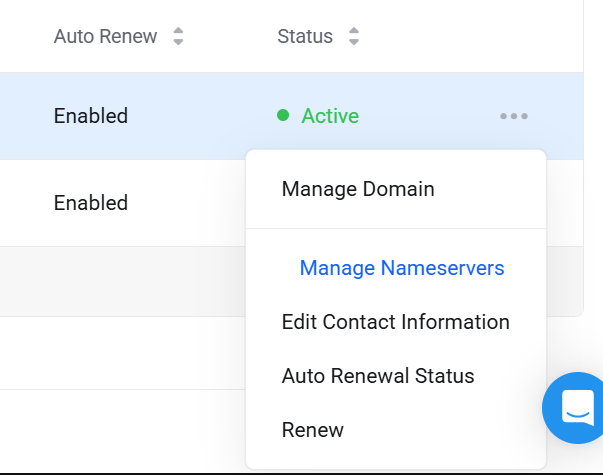 Auto Renew Status
Enabled Active
Manage Domain
Enabled
Manage Nameservers
Edit Contact Information
Auto Renewal Status
Renew